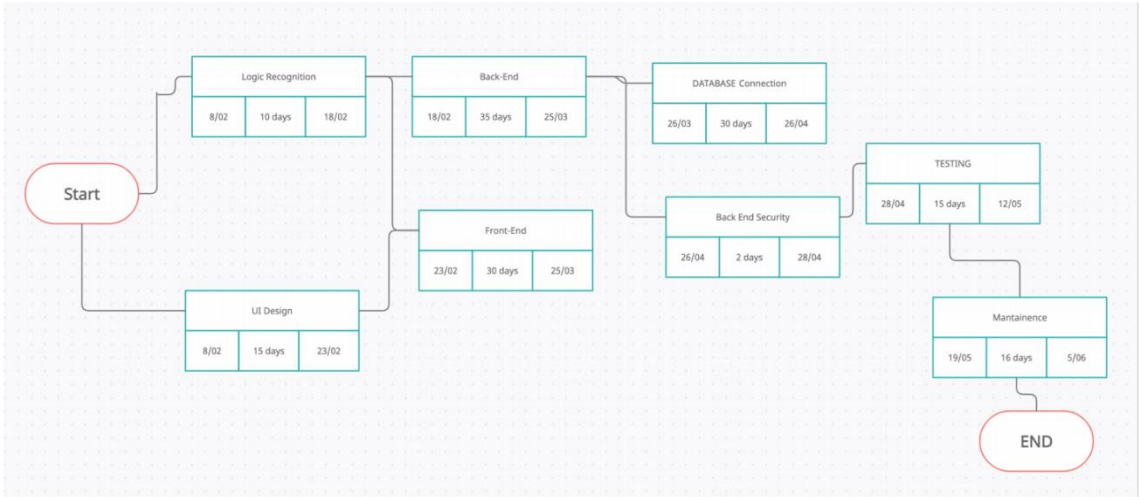 Logic Recognition
8/02 10 days 18/02
Back-End
18/02 35 days 25/03
DATABASE Connection
26/03 30 days 26/04
TESTING
28/04 15 days 12/05
Start
Back End Security
26/04 2 days 28/04
Front-End
23/02 30 days 25/03
UI Design
8/02 15 days 23/02
Mantainence
19/05 16 days 5/06
END